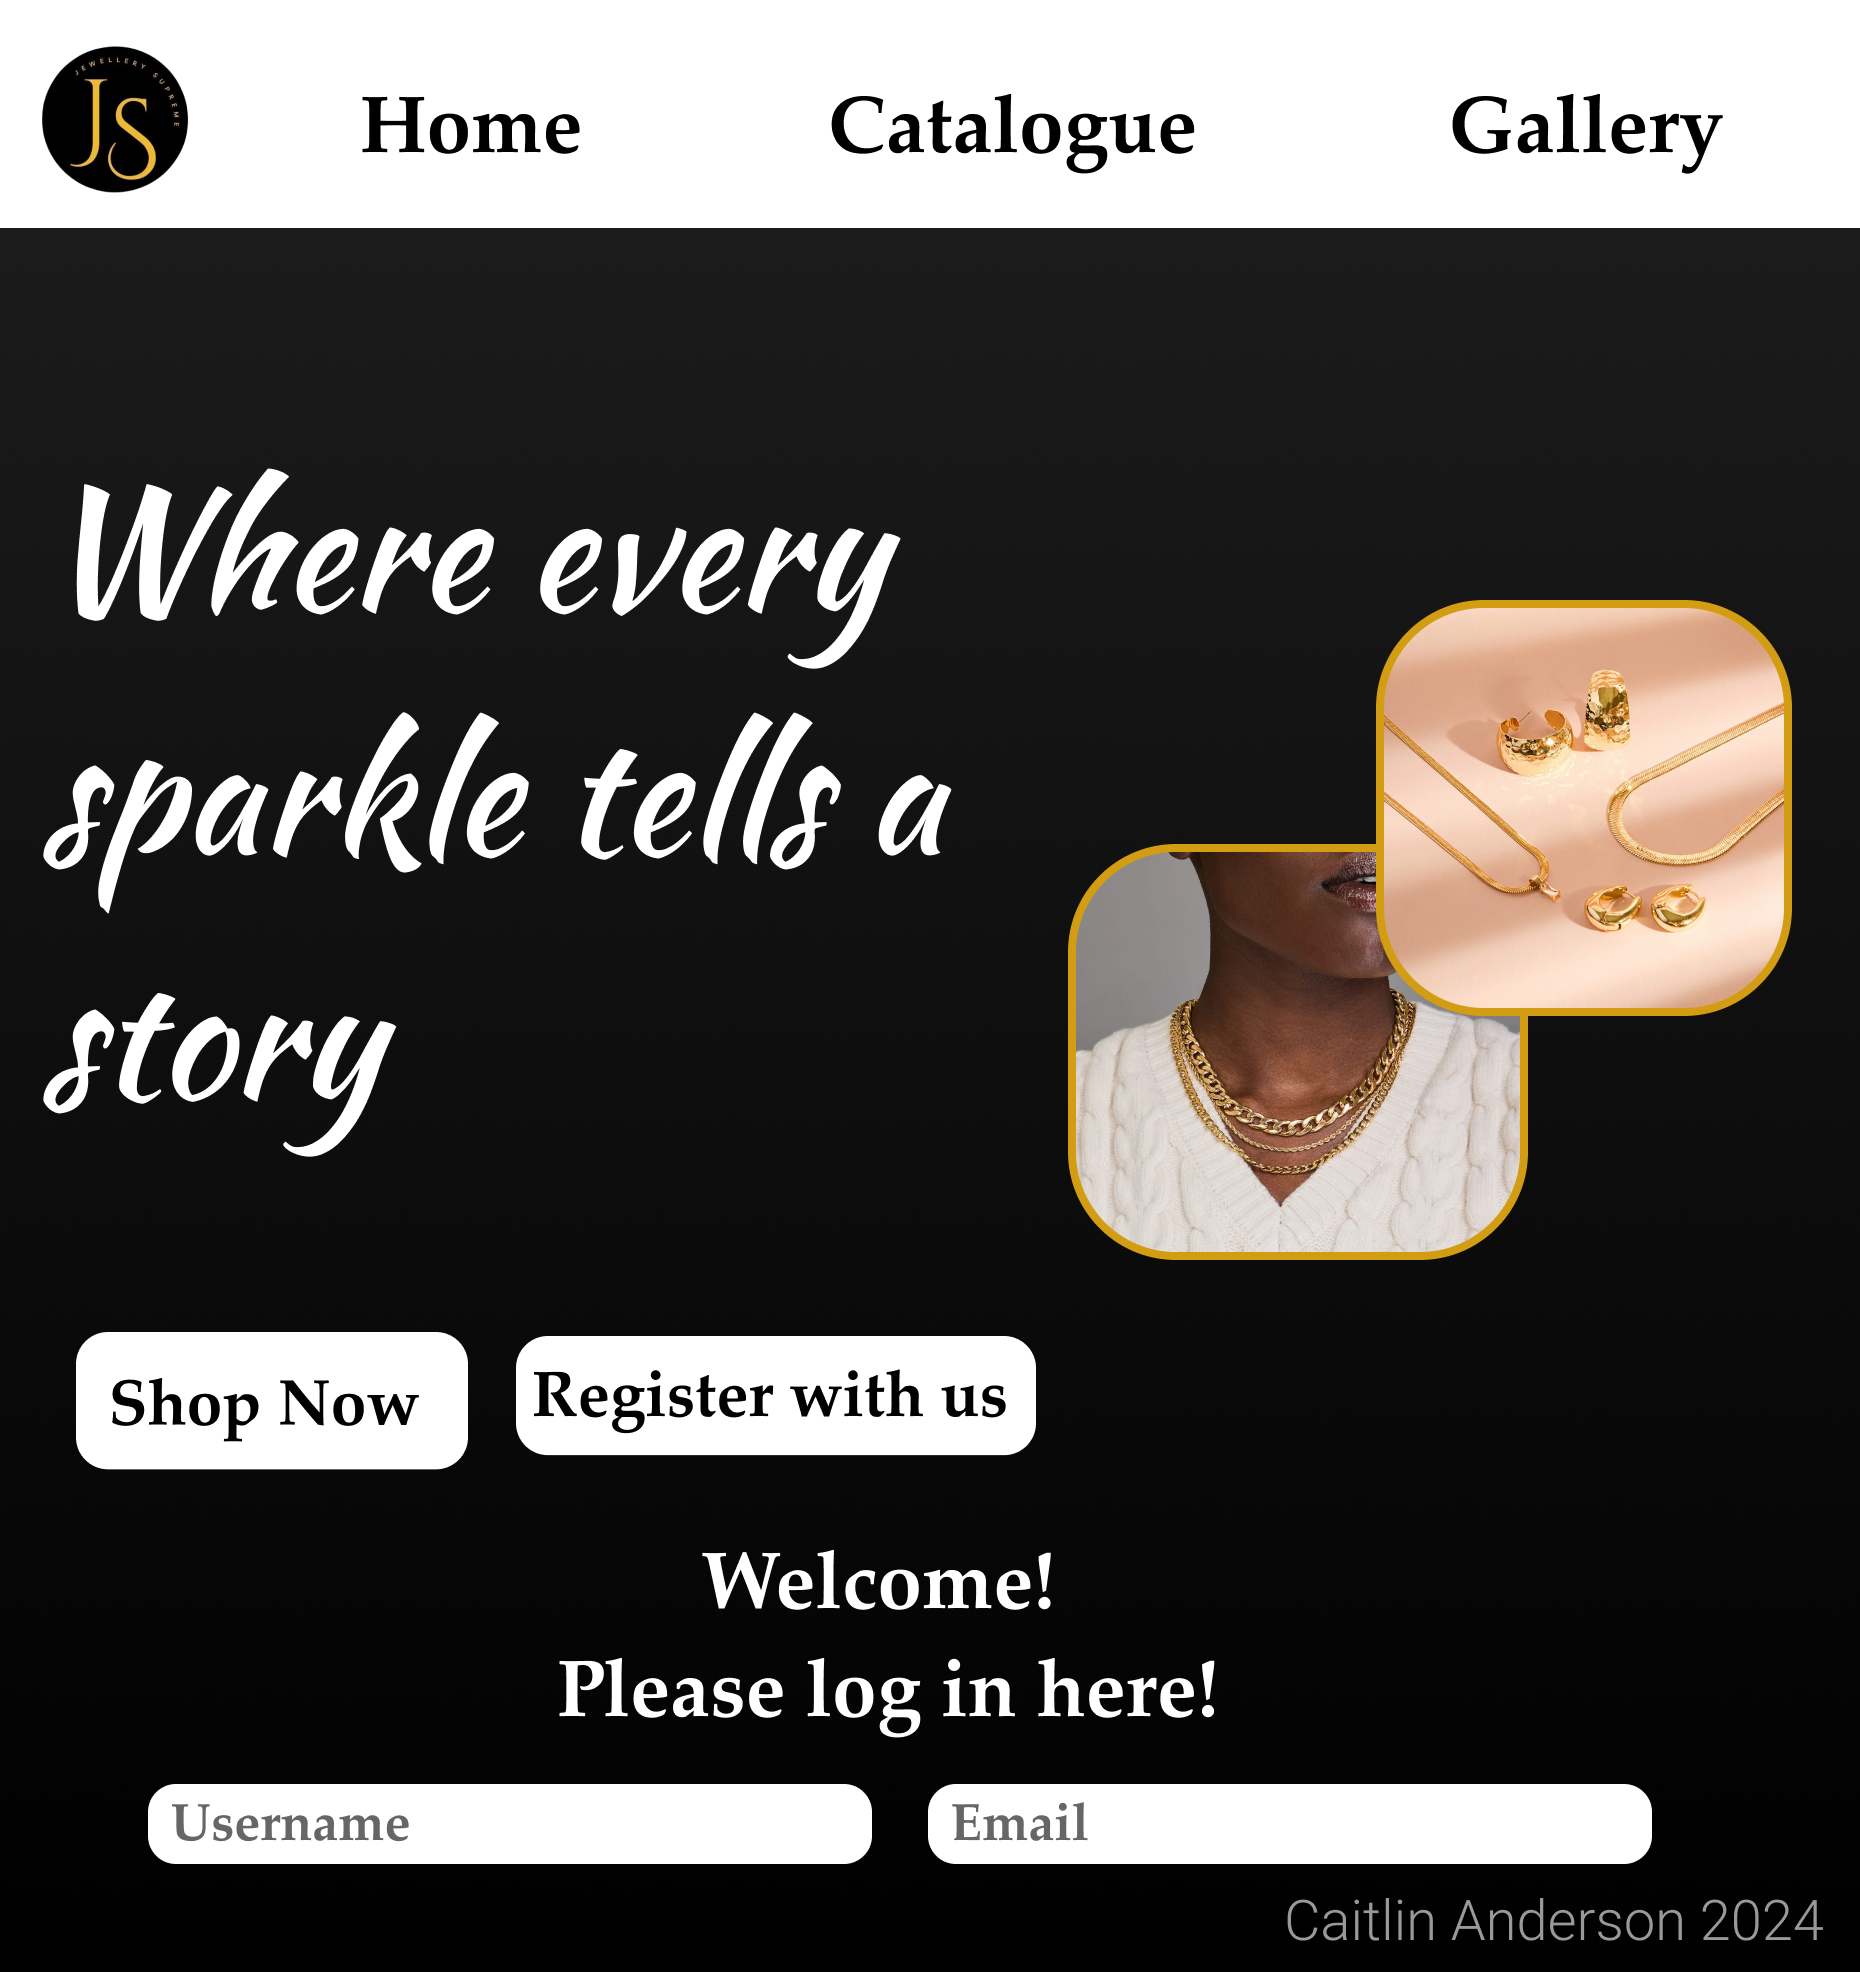 JEWELLERY SUPREME
JS
Home Catalogue Gallery
Where every
sparkle tells a
story
Shop Now Register with us
Welcome!
Please log in here!
Username Email
Caitlin Anderson 2024